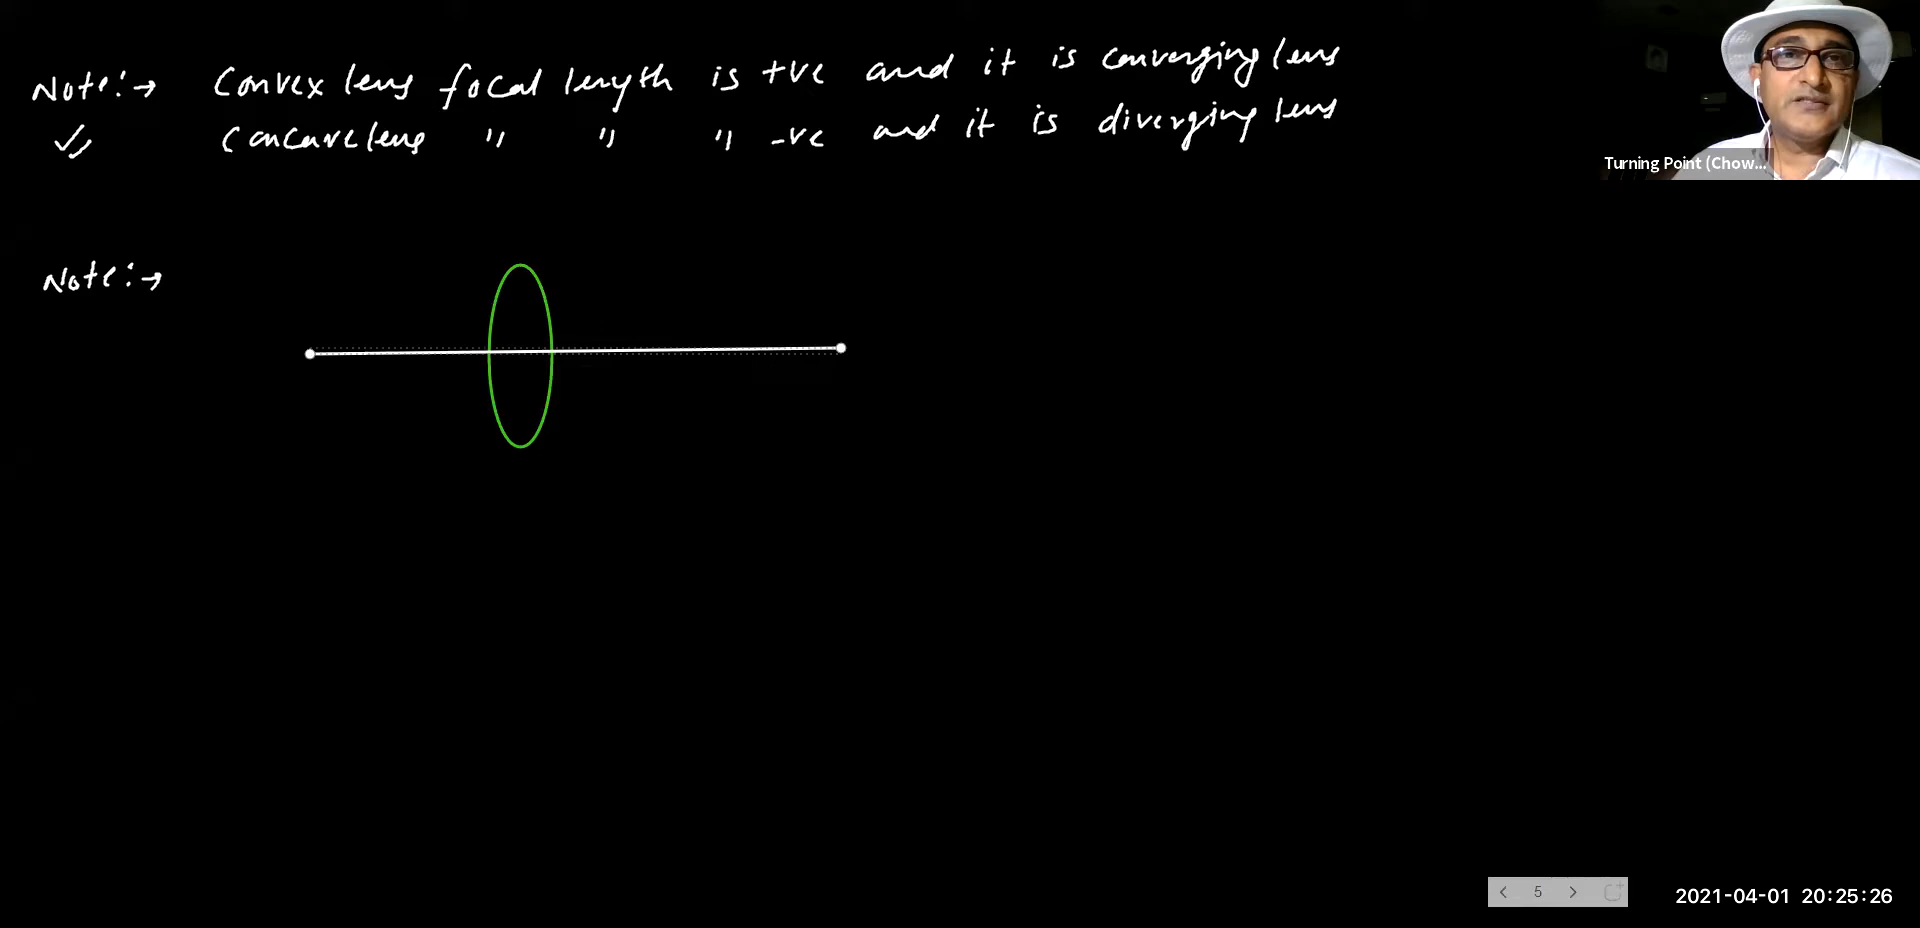 Note:→ Convex lens focal length is +ve and it is converging lens
Concave lens " " " -ve and it is diverging lens
Turning Point (Chow...
Note:→
< 5 >
2021-04-01 20:25:26